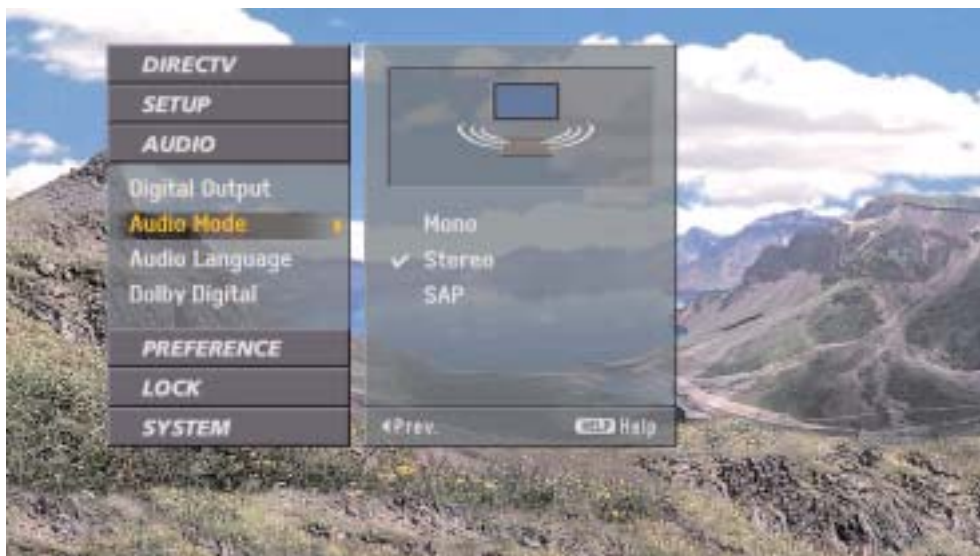 DIRECTV
SETUP
AUDIO
Digital Output
Audio Mode
Audio Language
Dolby Digital
PREFERENCE
LOCK
SYSTEM
Mono
✓ Stereo
SAP
Prev.
HELP Help